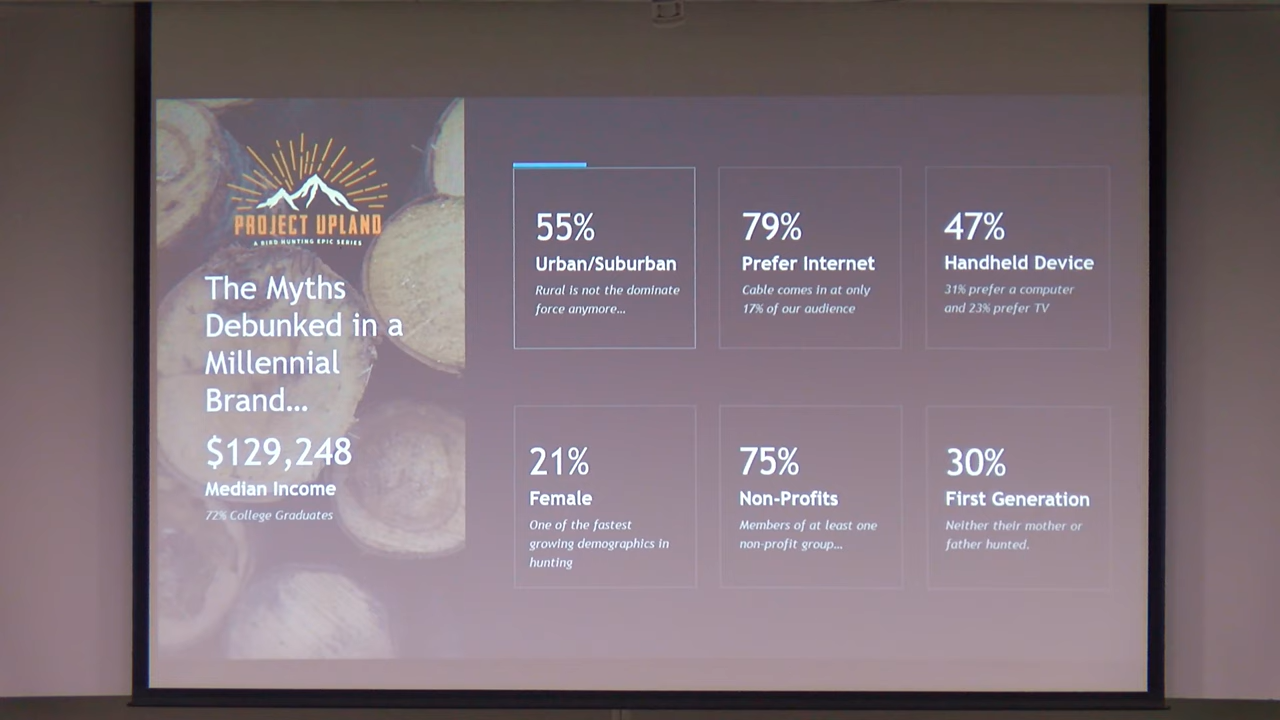 PROJECT UPLAND
A BIRD HUNTING EPIC SERIES
The Myths
Debunked in a
Millennial
Brand...
$129,248
Median Income
72% College Graduates
55%
Urban/Suburban
Rural is not the dominate
force anymore...
79%
Prefer Internet
Cable comes in at only
17% of our audience
47%
Handheld Device
31% prefer a computer
and 23% prefer TV
21%
Female
One of the fastest
growing demographics in
hunting
75%
Non-Profits
Members of at least one
non-profit group...
30%
First Generation
Neither their mother or
father hunted.